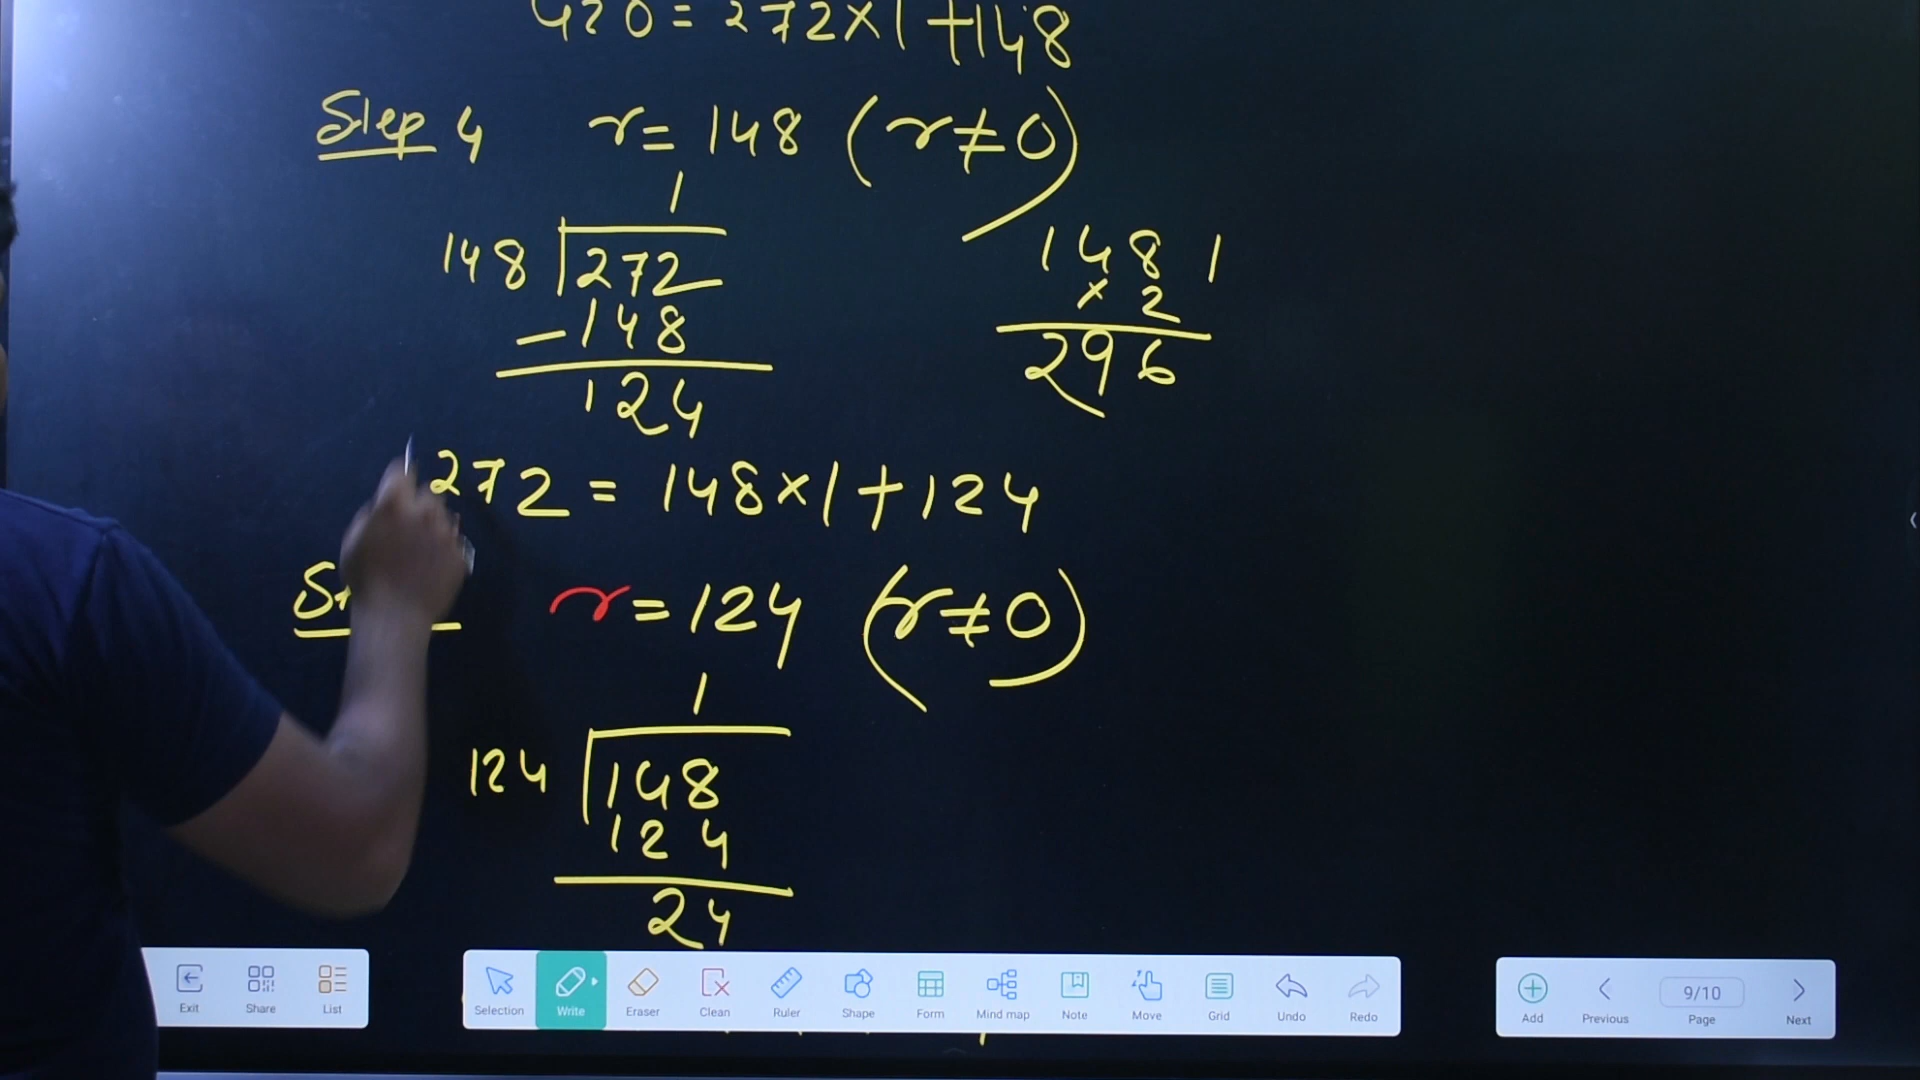 420 = 272×1+148
Step 4 r = 148 (r≠0)
1
148 272
-148
124
148 1
× 2
296
272 = 148×1+124
r = 124 (r≠0)
1
124 148
124
24
Exit Share List
Selection Write Eraser Clean Ruler Shape Form Mind map Note Move Grid Undo Redo
Add Previous 9/10 Page Next